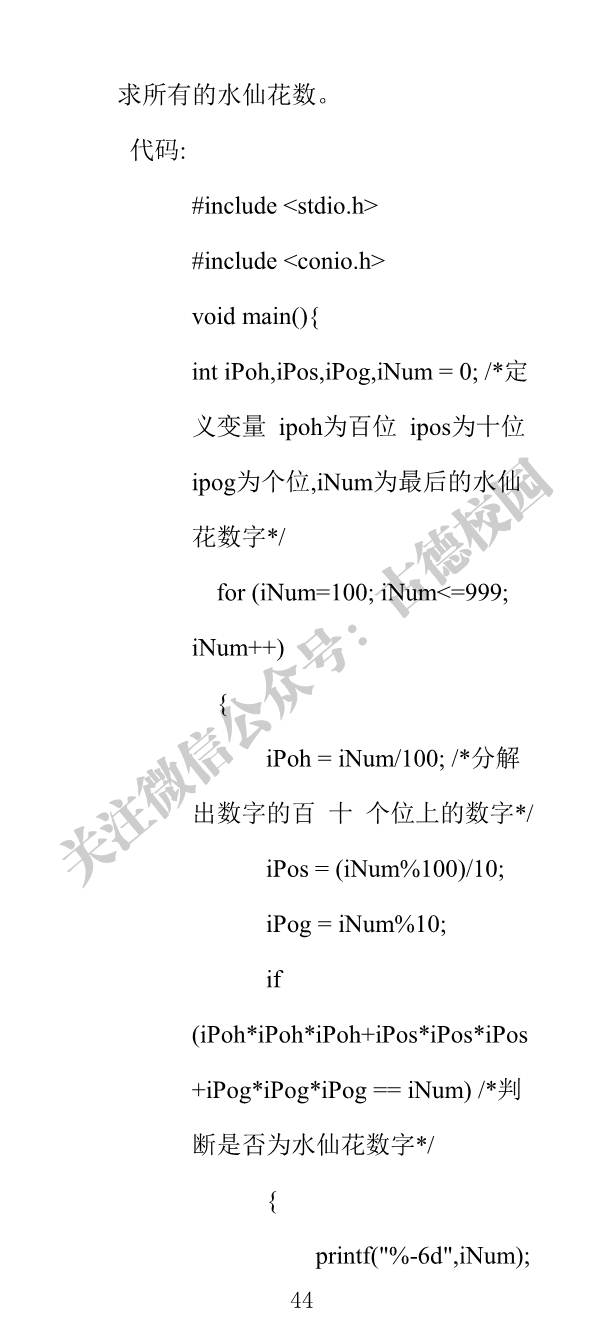 求所有的水仙花数。
代码:
#include <stdio.h>
#include <conio.h>
void main(){
int iPoh,iPos,iPog,iNum = 0; /*定
义变量 ipoh为百位 ipos为十位
ipog为个位,iNum为最后的水仙
花数字*/
for (iNum=100; iNum<=999;
iNum++)
{
iPoh = iNum/100; /*分解
出数字的百 十 个位上的数字*/
iPos = (iNum%100)/10;
iPog = iNum%10;
if
(iPoh*iPoh*iPoh+iPos*iPos*iPos
+iPog*iPog*iPog == iNum) /*判
断是否为水仙花数字*/
{
printf("%-6d",iNum);
44
关注微信公众号：古德校园